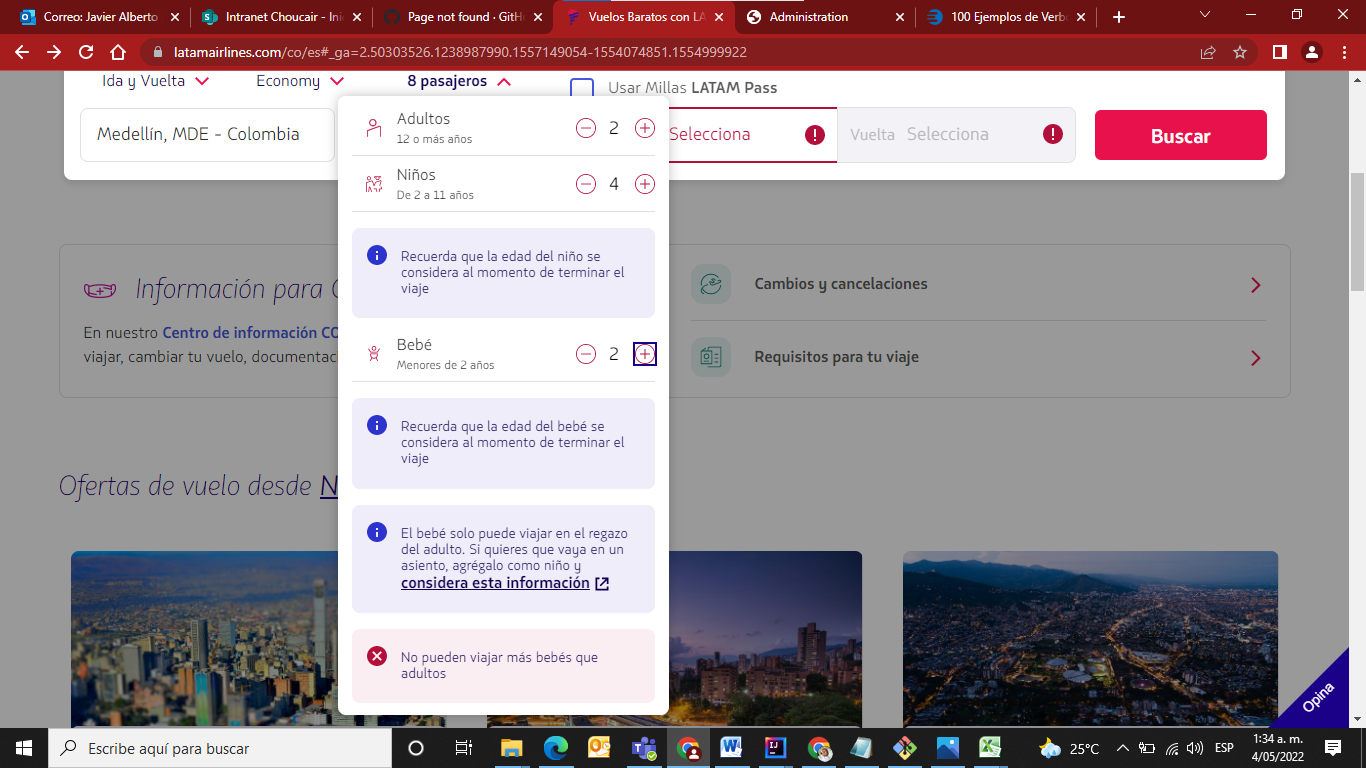 Correo: Javier Alberto
Intranet Choucair - Ini
Page not found · GitH
Vuelos Baratos con LA
Administration
100 Ejemplos de Verb
latamairlines.com/co/es#_ga=2.50303526.1238987990.1557149054-1554074851.1554999922
Ida y Vuelta
Economy
8 pasajeros
Usar Millas LATAM Pass
Medellín, MDE - Colombia
Selecciona
Vuelta Selecciona
Buscar
Adultos
12 o más años
2
Niños
De 2 a 11 años
4
Recuerda que la edad del niño se
considera al momento de terminar el
viaje
Bebé
Menores de 2 años
2
Recuerda que la edad del bebé se
considera al momento de terminar el
viaje
El bebé solo puede viajar en el regazo
del adulto. Si quieres que vaya en un
asiento, agrégalo como niño y
considera esta información
No pueden viajar más bebés que
adultos
Información para C
En nuestro Centro de información CO
viajar, cambiar tu vuelo, documentac
Cambios y cancelaciones
Requisitos para tu viaje
Ofertas de vuelo desde N
Opina
Escribe aquí para buscar
25°C
ESP
1:34 a. m.
4/05/2022